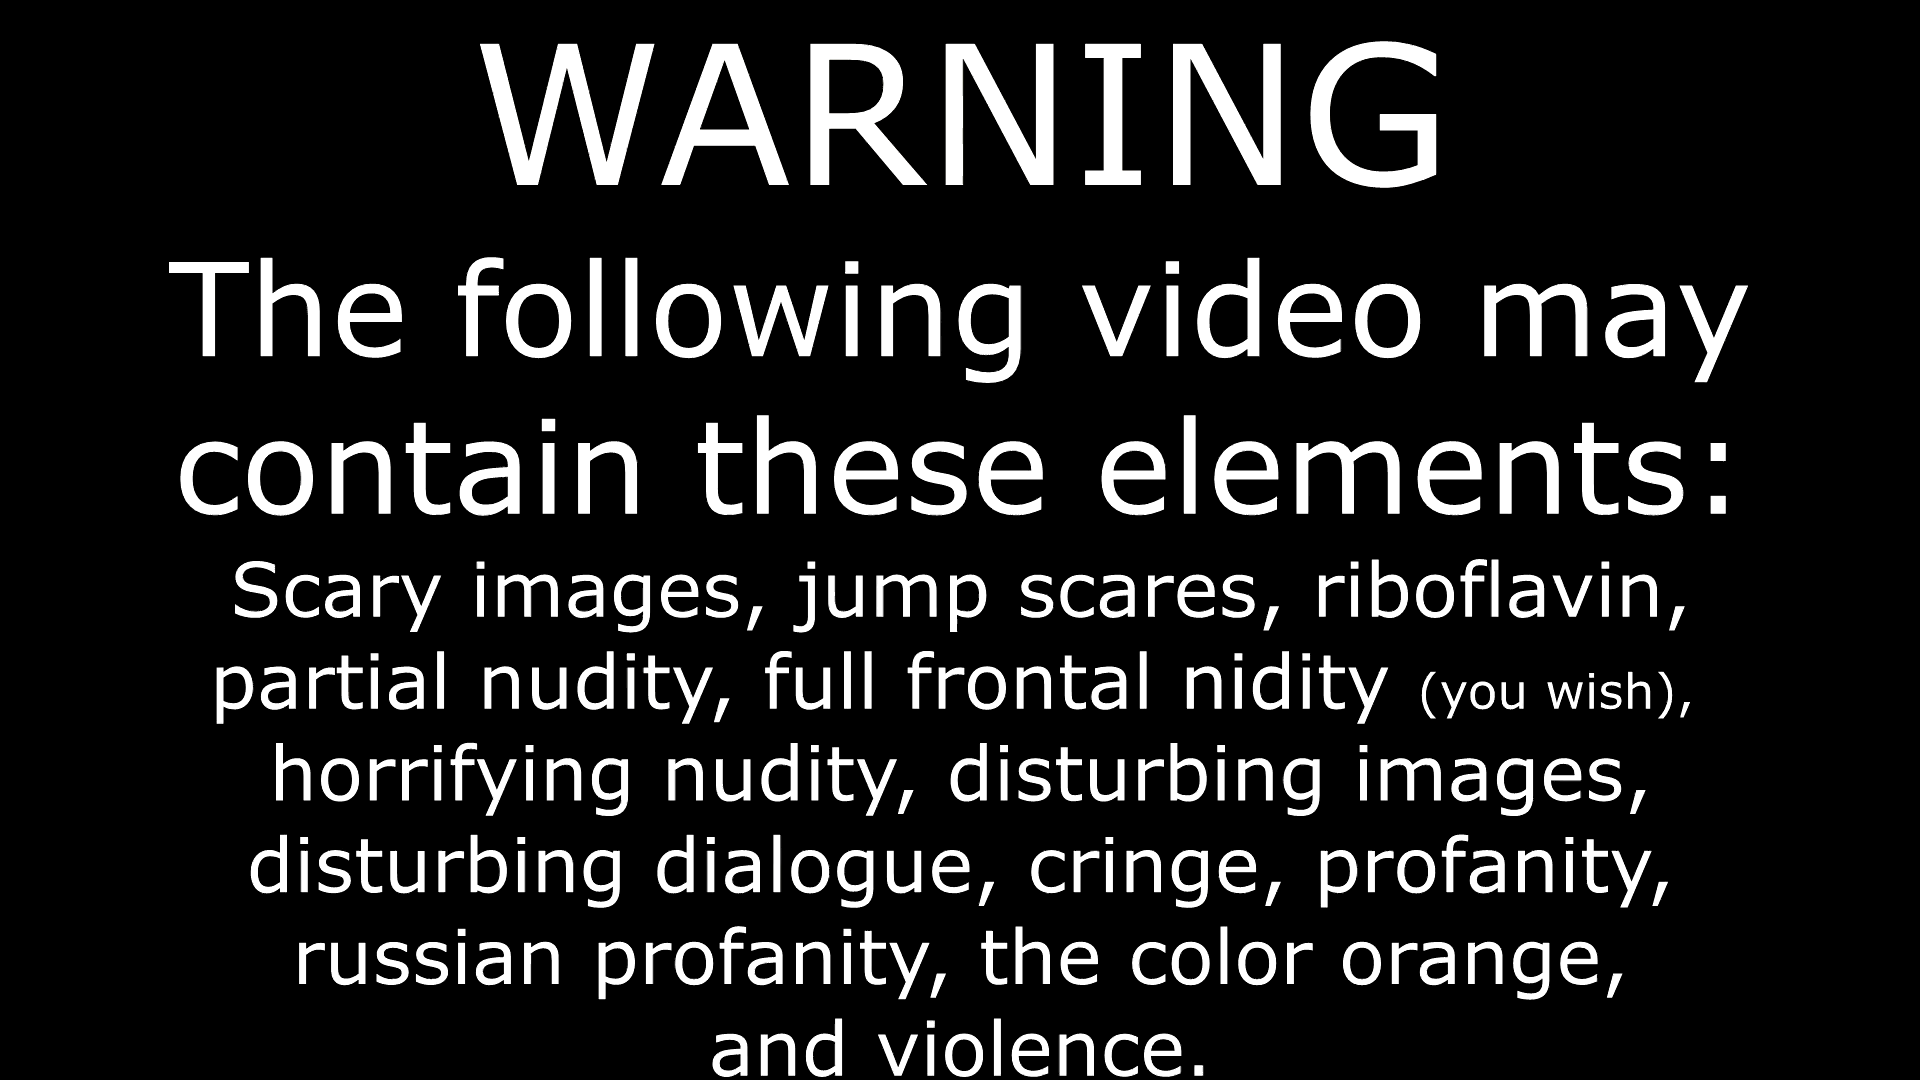 WARNING
The following video may
contain these elements:
Scary images, jump scares, riboflavin,
partial nudity, full frontal nidity (you wish),
horrifying nudity, disturbing images,
disturbing dialogue, cringe, profanity,
russian profanity, the color orange,
and violence.